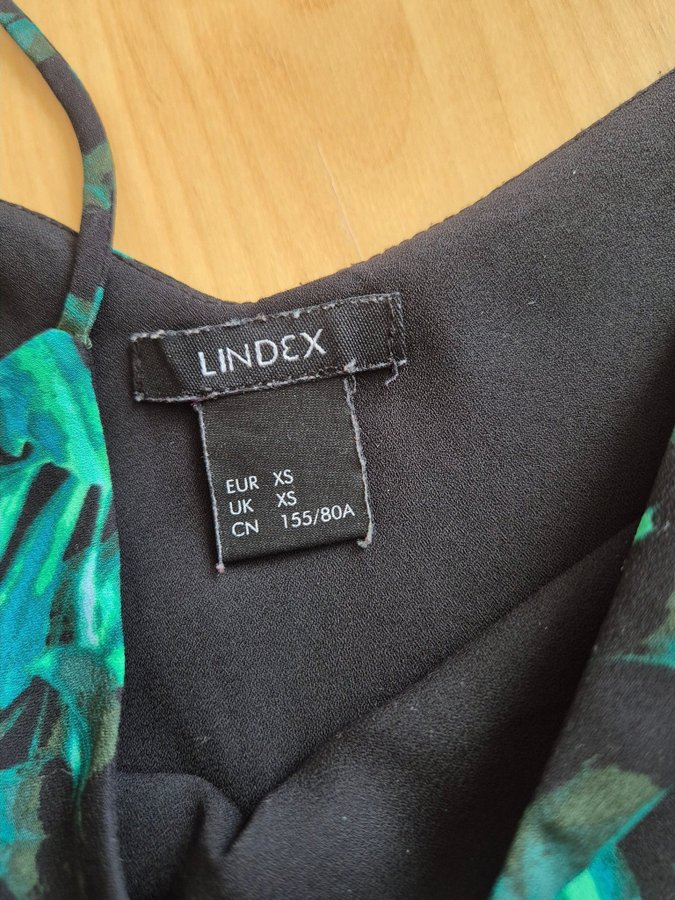 LINDEX
EUR XS
UK XS
CN 155/80A